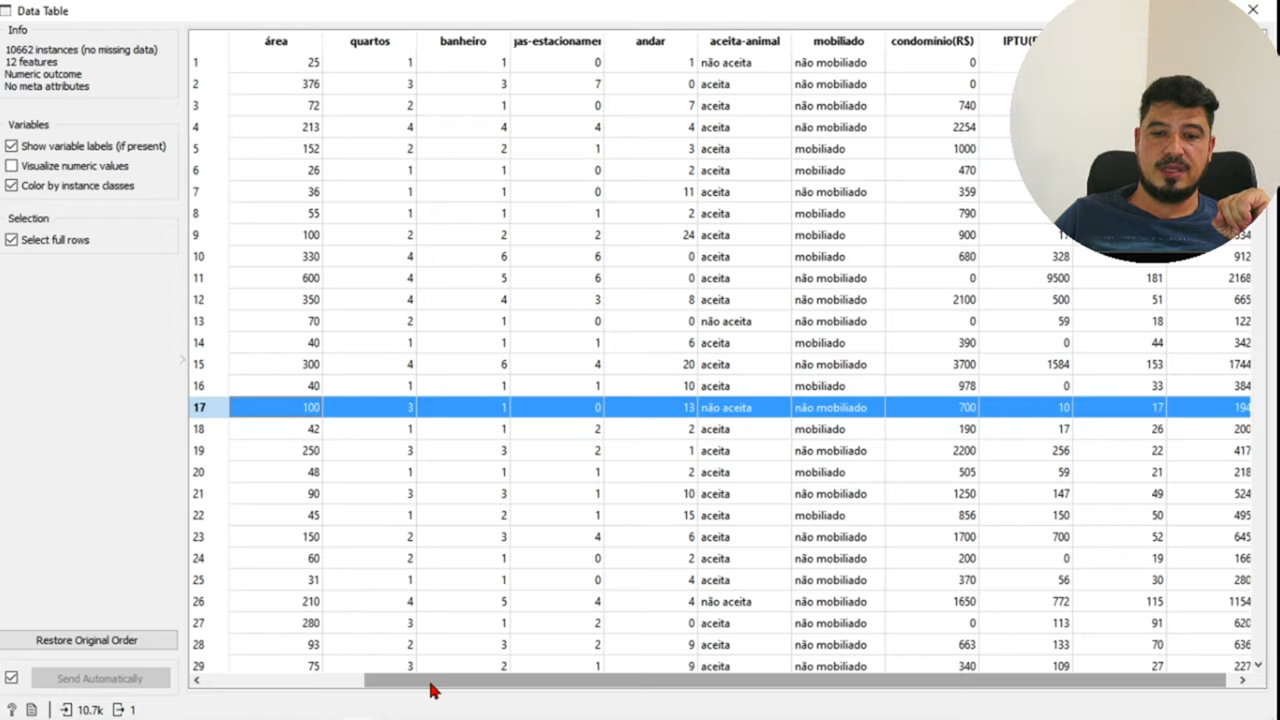 Data Table
Info
10662 instances (no missing data)
12 features
Numeric outcome
No meta attributes
Variables
Show variable labels (if present)
Visualize numeric values
Color by instance classes
Selection
Select full rows
Restore Original Order
Send Automatically
10.7k 1
área quartos banheiro andar aceita-animal mobiliado condomínio(R$)
1 25 1 1 0 1 não aceita não mobiliado 0
2 376 3 3 7 0 aceita não mobiliado 0
3 72 2 1 0 7 aceita não mobiliado 740
4 213 4 4 4 4 aceita não mobiliado 2254
5 152 2 2 1 3 aceita mobiliado 1000
6 26 1 1 0 2 aceita mobiliado 470
7 36 1 1 0 11 aceita não mobiliado 359
8 55 1 1 1 2 aceita mobiliado 790
9 100 2 2 2 24 aceita mobiliado 900
10 330 4 6 6 0 aceita mobiliado 680 328 912
11 600 4 5 6 0 aceita não mobiliado 0 9500 181 2168
12 350 4 4 3 8 aceita não mobiliado 2100 500 51 665
13 70 2 1 0 0 não aceita não mobiliado 0 59 18 122
14 40 1 1 1 6 aceita mobiliado 390 0 44 342
15 300 4 6 4 20 aceita não mobiliado 3700 1584 153 1744
16 40 1 1 1 10 aceita mobiliado 978 0 33 384
17 100 3 1 0 13 não aceita não mobiliado 700 10 17 194
18 42 1 1 2 2 aceita mobiliado 190 17 26 200
19 250 3 3 2 1 aceita não mobiliado 2200 256 22 417
20 48 1 1 1 2 aceita mobiliado 505 59 21 218
21 90 3 3 1 10 aceita não mobiliado 1250 147 49 524
22 45 1 2 1 15 aceita mobiliado 856 150 50 495
23 150 2 3 4 6 aceita não mobiliado 1700 700 52 645
24 60 2 1 0 2 aceita não mobiliado 200 0 19 166
25 31 1 1 0 4 aceita não mobiliado 370 56 30 280
26 210 4 5 4 4 não aceita não mobiliado 1650 772 115 1154
27 280 3 1 2 0 aceita não mobiliado 0 113 91 620
28 93 2 3 2 9 aceita não mobiliado 663 133 70 636
29 75 3 2 1 9 aceita não mobiliado 340 109 27 227